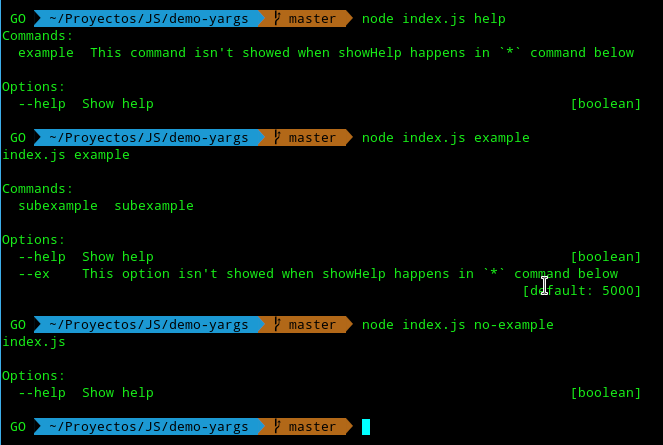 GO ~/Proyectos/JS/demo-yargs master node index.js help
Commands:
example This command isn't showed when showHelp happens in `*` command below
Options:
--help Show help [boolean]
GO ~/Proyectos/JS/demo-yargs master node index.js example
index.js example
Commands:
subexample subexample
Options:
--help Show help [boolean]
--ex This option isn't showed when showHelp happens in `*` command below
[default: 5000]
GO ~/Proyectos/JS/demo-yargs master node index.js no-example
index.js
Options:
--help Show help [boolean]
GO ~/Proyectos/JS/demo-yargs master